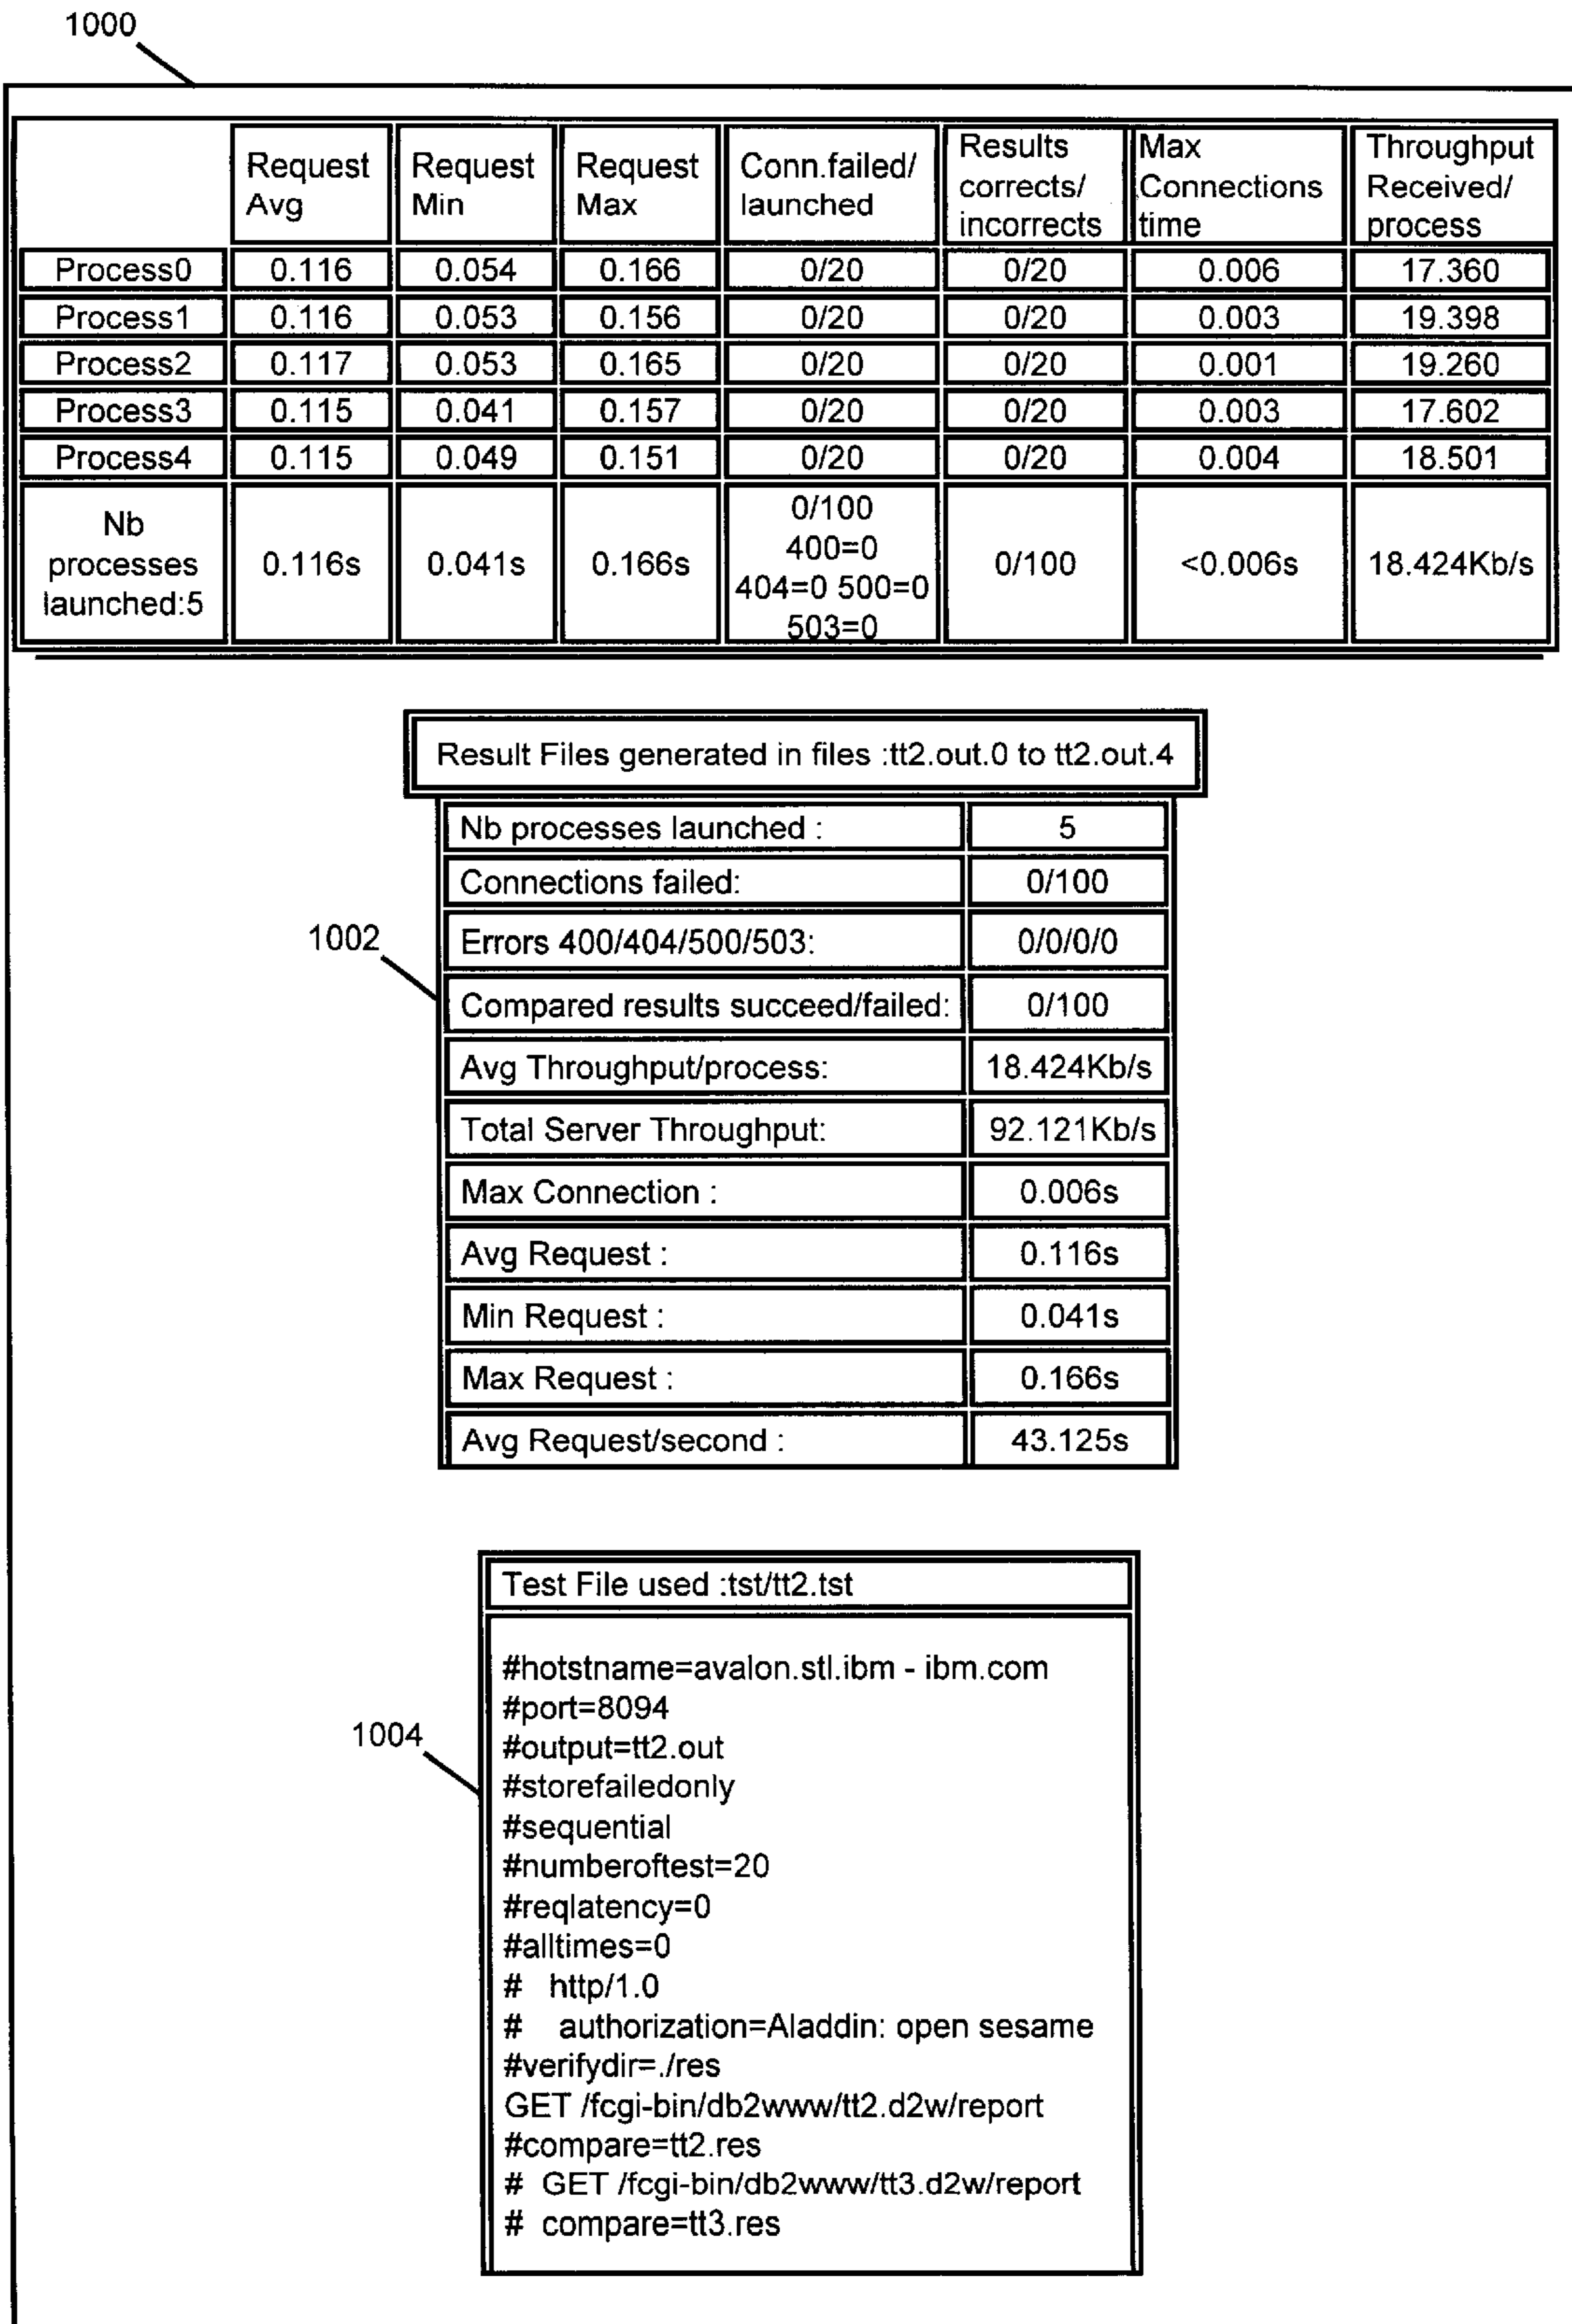 1000
Request Avg | Request Min | Request Max | Conn.failed/ launched | Results corrects/ incorrects | Max Connections time | Throughput Received/ process
Process0 | 0.116 | 0.054 | 0.166 | 0/20 | 0/20 | 0.006 | 17.360
Process1 | 0.116 | 0.053 | 0.156 | 0/20 | 0/20 | 0.003 | 19.398
Process2 | 0.117 | 0.053 | 0.165 | 0/20 | 0/20 | 0.001 | 19.260
Process3 | 0.115 | 0.041 | 0.157 | 0/20 | 0/20 | 0.003 | 17.602
Process4 | 0.115 | 0.049 | 0.151 | 0/20 | 0/20 | 0.004 | 18.501
Nb processes launched:5 | 0.116s | 0.041s | 0.166s | 0/100 400=0 404=0 500=0 503=0 | 0/100 | <0.006s | 18.424Kb/s
Result Files generated in files :tt2.out.0 to tt2.out.4
Nb processes launched : | 5
Connections failed: | 0/100
1002
Errors 400/404/500/503: | 0/0/0/0
Compared results succeed/failed: | 0/100
Avg Throughput/process: | 18.424Kb/s
Total Server Throughput: | 92.121Kb/s
Max Connection : | 0.006s
Avg Request : | 0.116s
Min Request : | 0.041s
Max Request : | 0.166s
Avg Request/second : | 43.125s
Test File used :tst/tt2.tst
#hotstname=avalon.stl.ibm - ibm.com
#port=8094
1004
#output=tt2.out
#storefailedonly
#sequential
#numberoftest=20
#reqlatency=0
#alltimes=0
# http/1.0
# authorization=Aladdin: open sesame
#verifydir=./res
GET /fcgi-bin/db2www/tt2.d2w/report
#compare=tt2.res
# GET /fcgi-bin/db2www/tt3.d2w/report
# compare=tt3.res